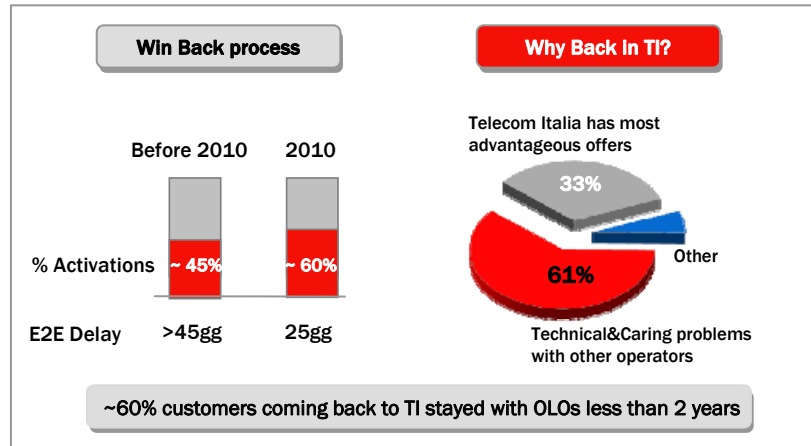 Win Back process
Why Back in TI?
Telecom Italia has most
advantageous offers
Before 2010
2010
33%
% Activations
~ 45%
~ 60%
Other
61%
E2E Delay
>45gg
25gg
Technical&Caring problems
with other operators
~60% customers coming back to TI stayed with OLOs less than 2 years